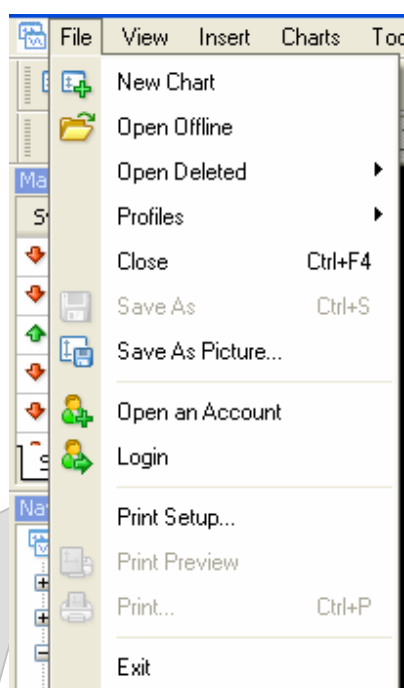 File View Insert Charts
New Chart
Open Offline
Open Deleted
Profiles
Close Ctrl+F4
Save As Ctrl+S
Save As Picture...
Open an Account
Login
Print Setup...
Print Preview
Print... Ctrl+P
Exit